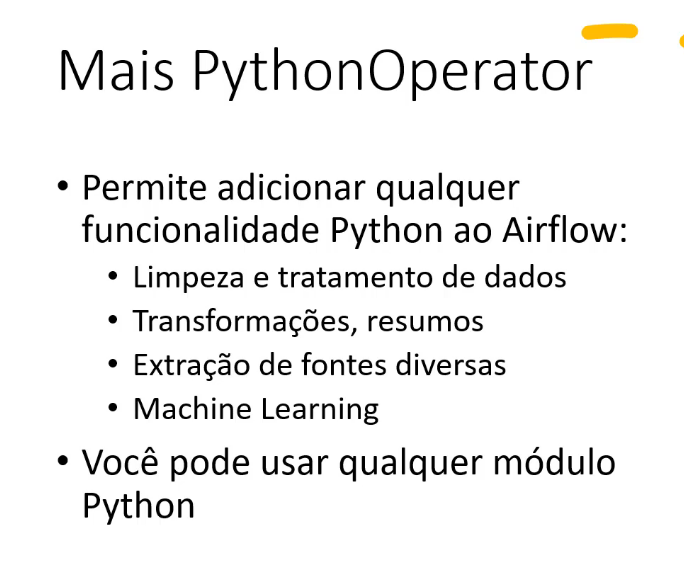 Mais PythonOperator
• Permite adicionar qualquer
funcionalidade Python ao Airflow:
• Limpeza e tratamento de dados
• Transformações, resumos
• Extração de fontes diversas
• Machine Learning
• Você pode usar qualquer módulo
Python